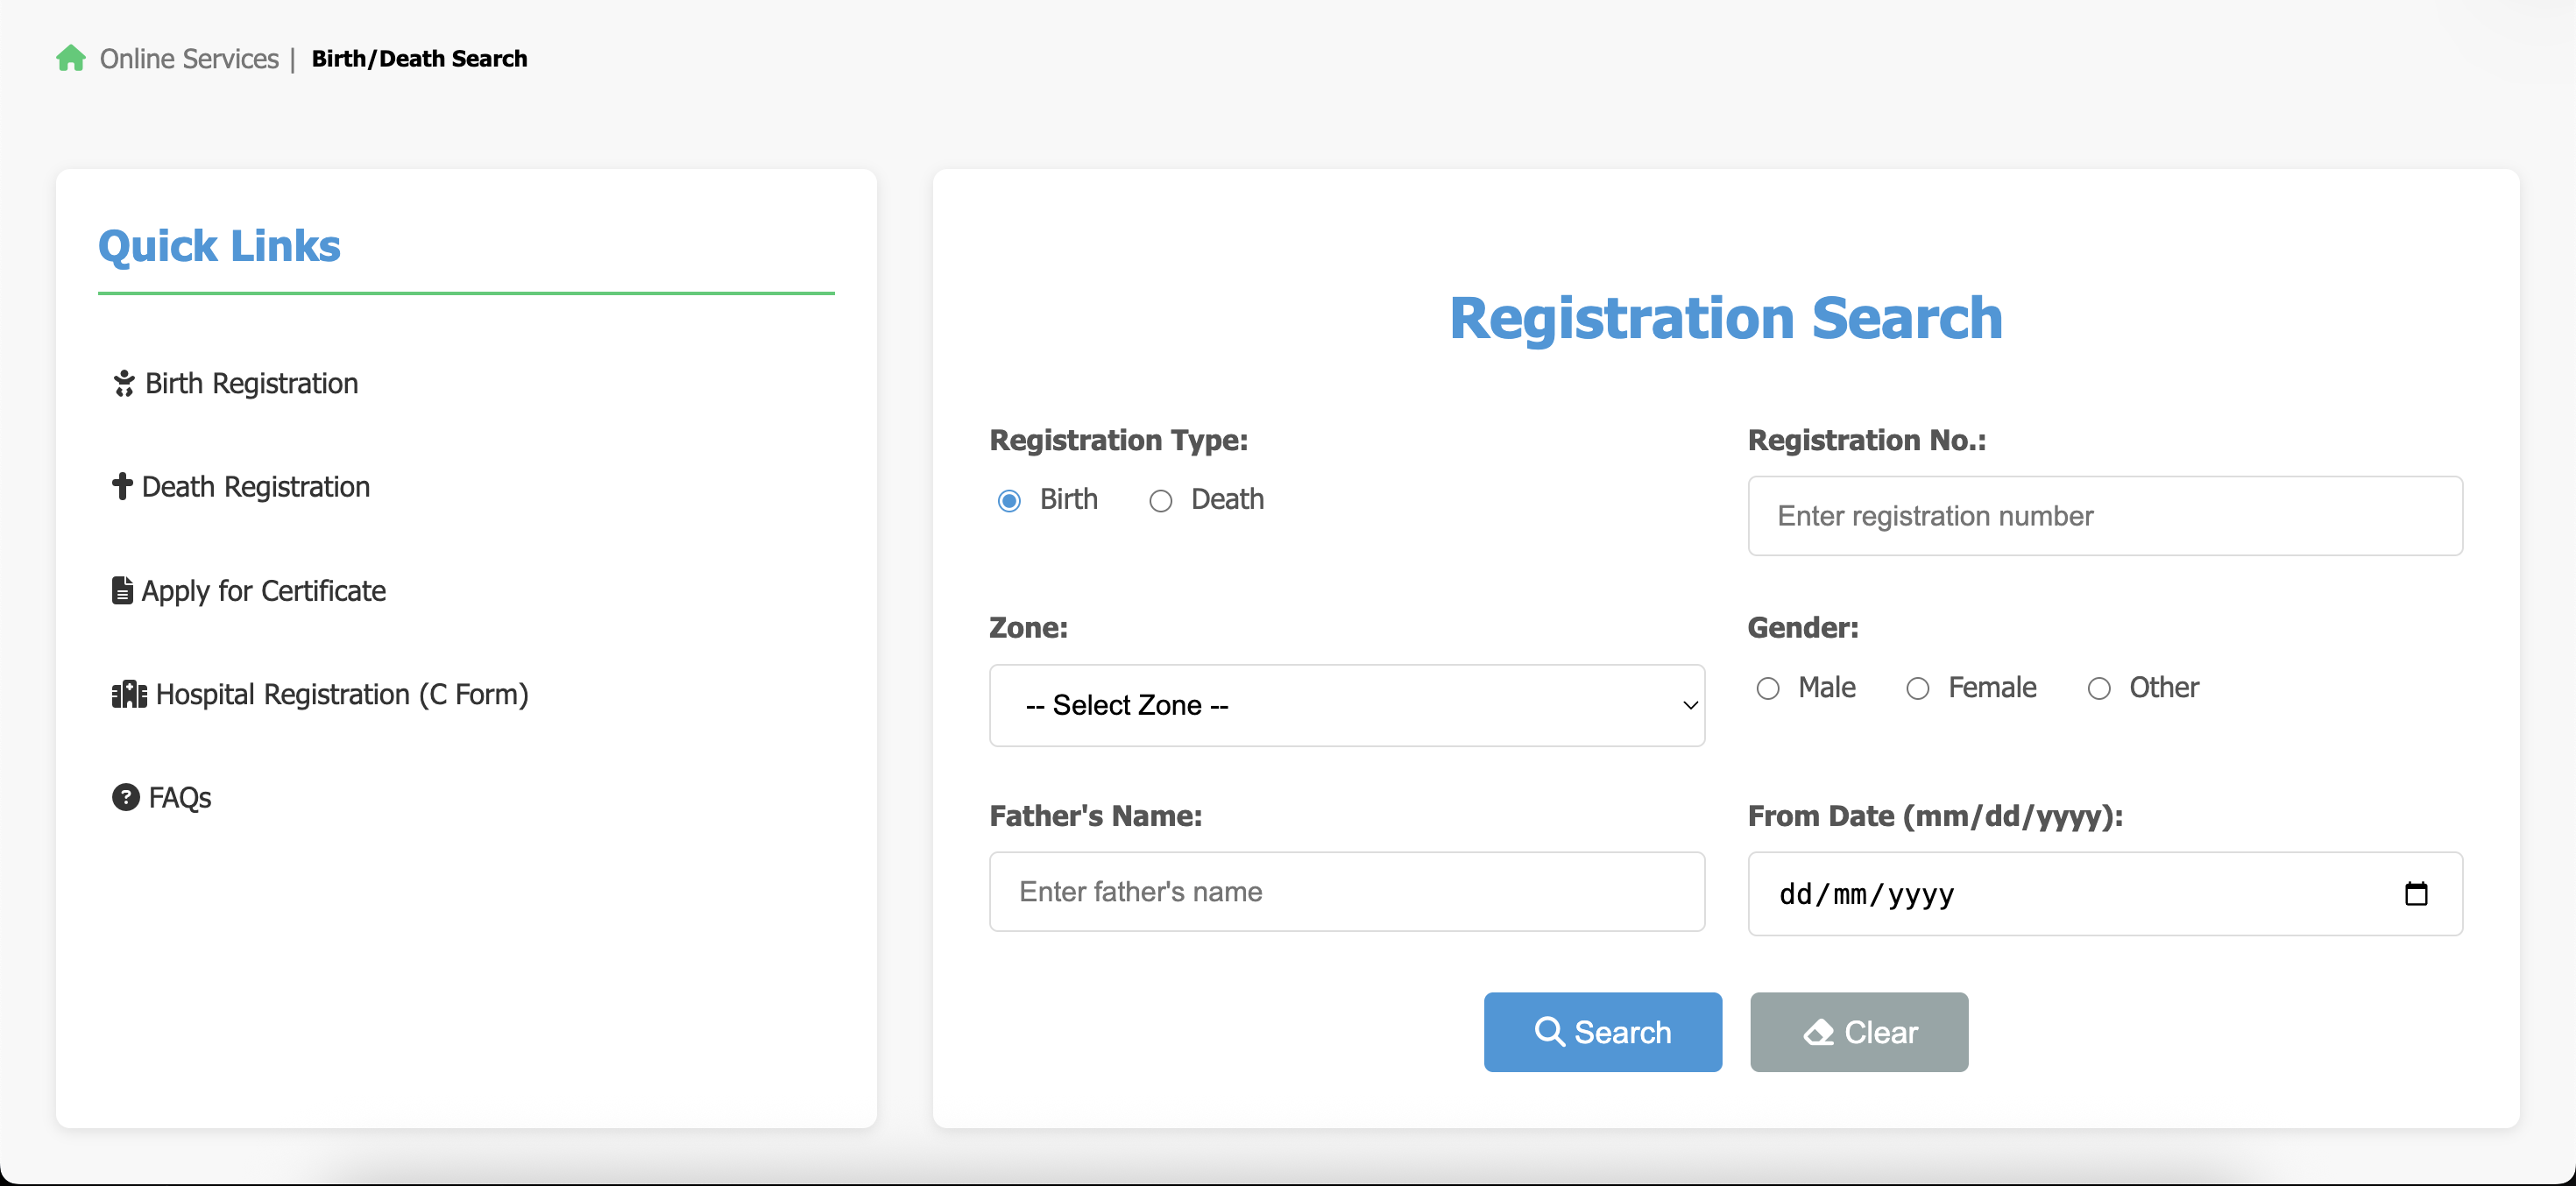 Online Services | Birth/Death Search
Quick Links
Birth Registration
Death Registration
Apply for Certificate
Hospital Registration (C Form)
FAQs
Registration Search
Registration Type:
Birth Death
Registration No.:
Enter registration number
Zone:
-- Select Zone --
Gender:
Male Female Other
Father's Name:
Enter father's name
From Date (mm/dd/yyyy):
dd/mm/yyyy
Search Clear